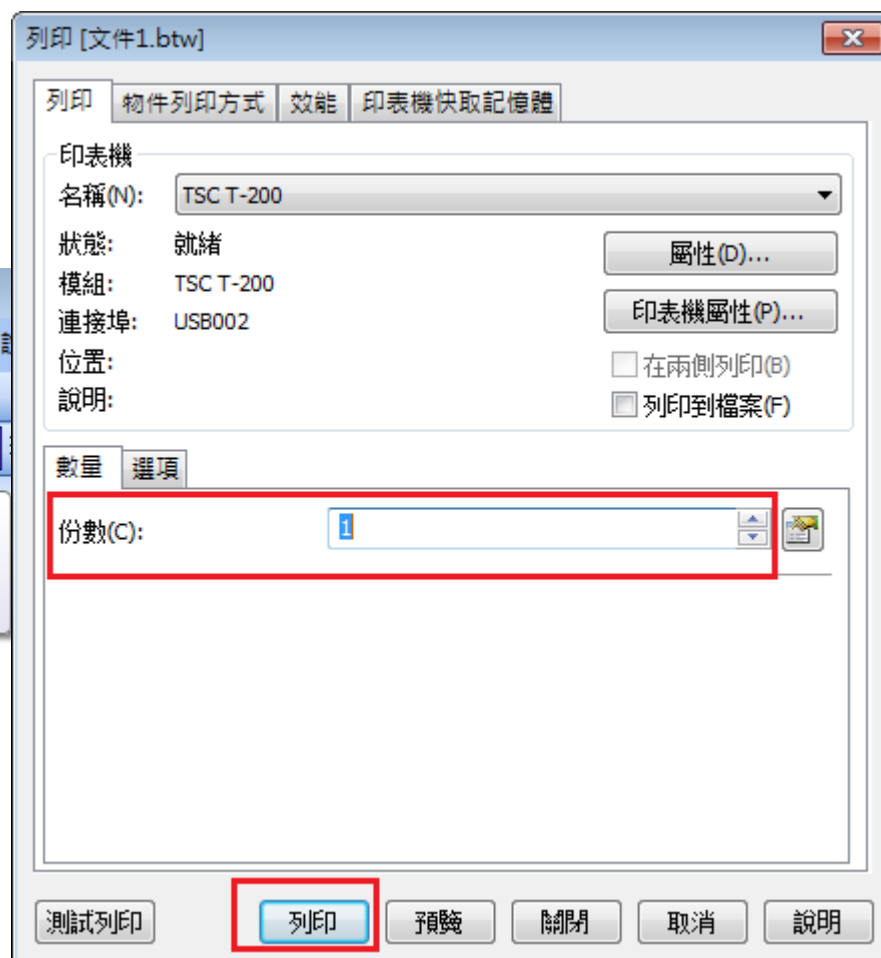 列印 [文件1.btw]
列印 物件列印方式 效能 印表機快取記憶體
印表機
名稱(N): TSC T-200
狀態: 就緒 屬性(D)...
模組: TSC T-200
連接埠: USB002 印表機屬性(P)...
位置: 在兩側列印(B)
說明: 列印到檔案(F)
數量 選項
份數(C): 1
測試列印 列印 預覽 關閉 取消 說明